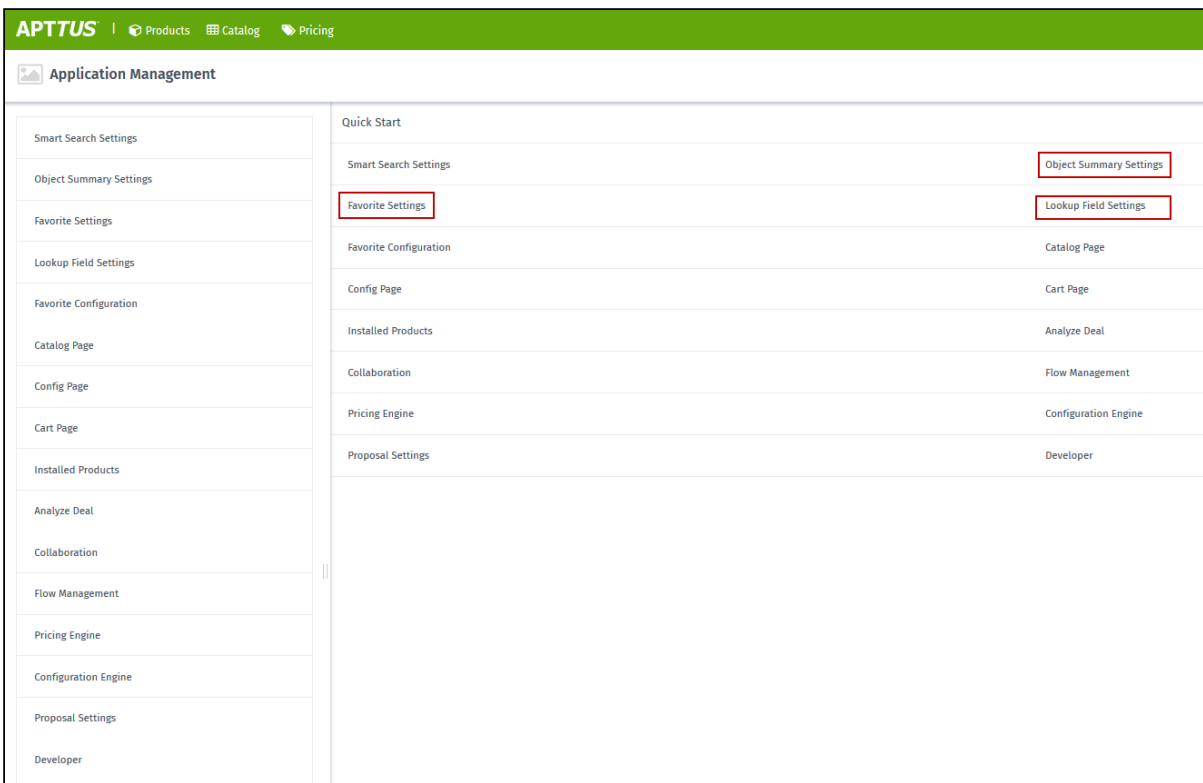 APTTUS | Products Catalog Pricing
Application Management
Smart Search Settings
Object Summary Settings
Favorite Settings
Lookup Field Settings
Favorite Configuration
Catalog Page
Config Page
Cart Page
Installed Products
Analyze Deal
Collaboration
Flow Management
Pricing Engine
Configuration Engine
Proposal Settings
Developer
Quick Start
Smart Search Settings Object Summary Settings
Favorite Settings Lookup Field Settings
Favorite Configuration Catalog Page
Config Page Cart Page
Installed Products Analyze Deal
Collaboration Flow Management
Pricing Engine Configuration Engine
Proposal Settings Developer